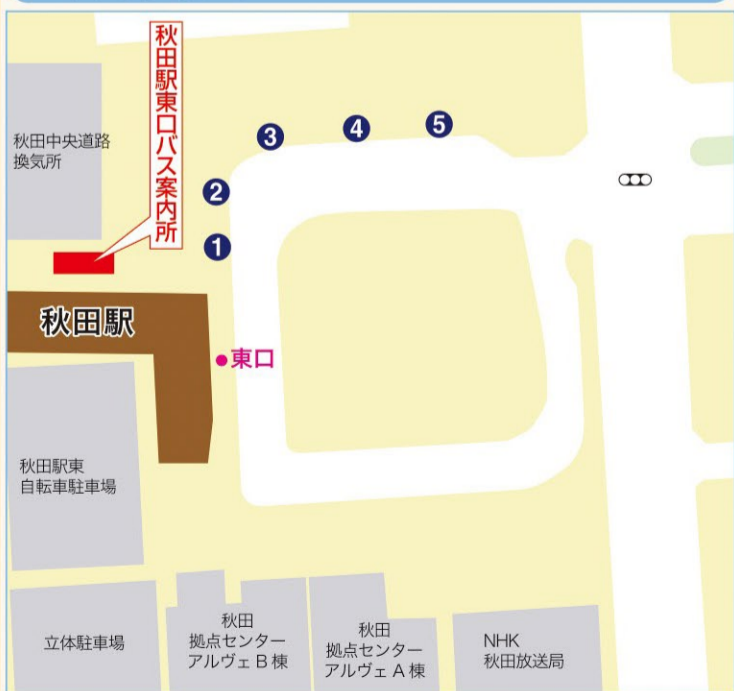 秋田駅東口バス案内所
秋田中央道路
換気所
3
4
5
2
1
秋田駅
東口
秋田駅東
自転車駐車場
立体駐車場
秋田
拠点センター
アルヴェB棟
秋田
拠点センター
アルヴェA棟
NHK
秋田放送局